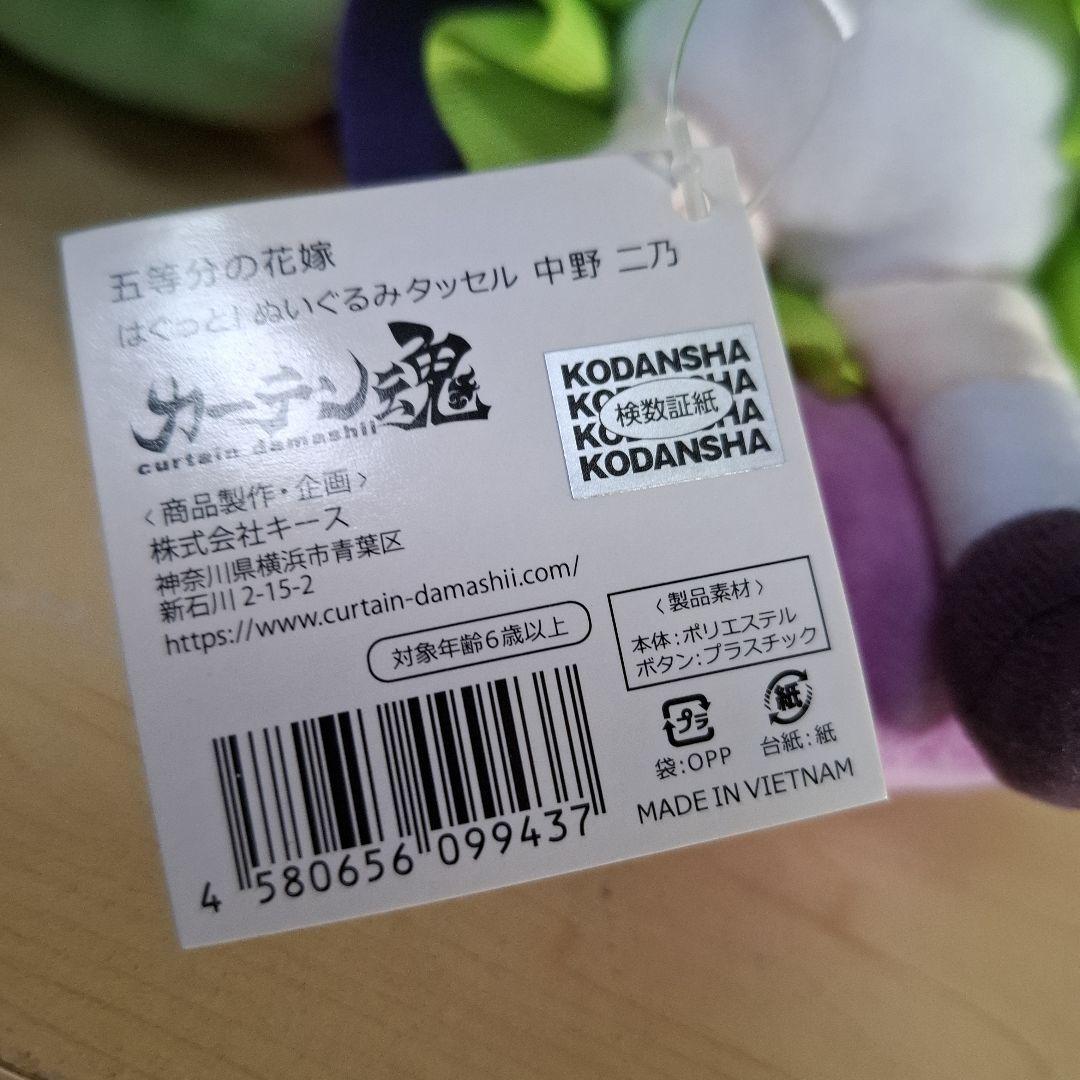 五等分の花嫁
はぐっと！ぬいぐるみタッセル 中野 二乃
カーテン魂
curtain damashii
KODANSHA
KODANSHA
検数証紙
KODANSHA
KODANSHA
〈商品製作・企画〉
株式会社キース
神奈川県横浜市青葉区
新石川 2-15-2
https://www.curtain-damashii.com/
対象年齢6歳以上
〈製品素材〉
本体：ポリエステル
ボタン：プラスチック
プラ
袋：OPP
紙
台紙：紙
MADE IN VIETNAM
4 580656 099437